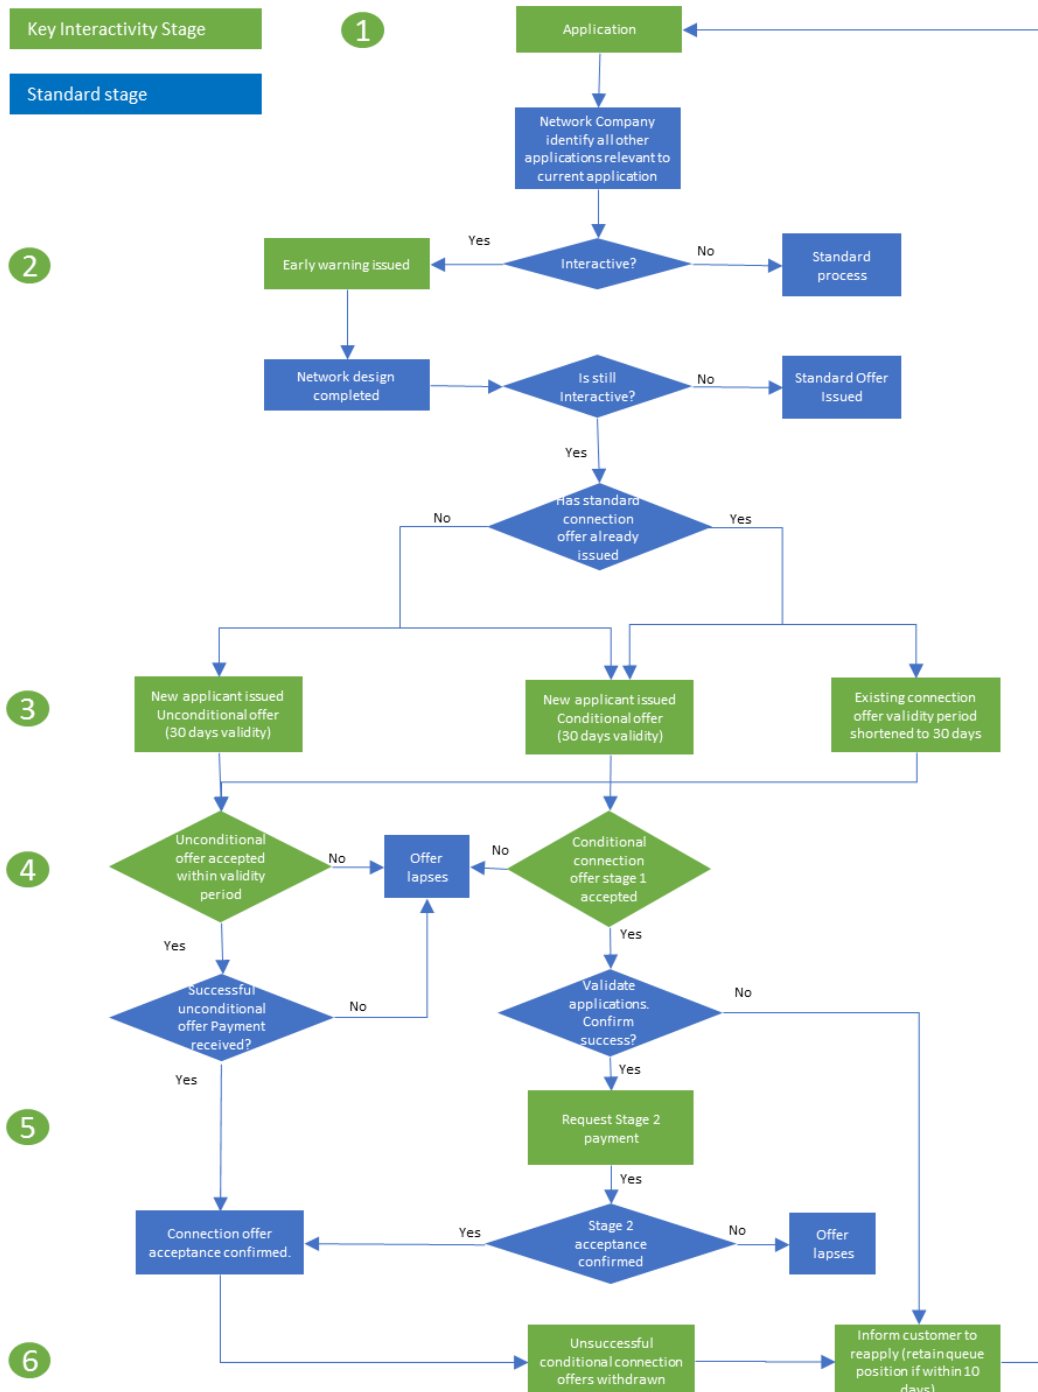 Key Interactivity Stage
1
Application
Standard stage
Network Company
identify all other
applications relevant to
current application
2
Yes
No
Early warning issued
Interactive?
Standard
process
Network design
completed
Is still
Interactive?
No
Standard Offer
Issued
Yes
No
Has standard
connection
offer already
issued
Yes
3
New applicant issued
Unconditional offer
(30 days validity)
New applicant issued
Conditional offer
(30 days validity)
Existing connection
offer validity period
shortened to 30 days
4
Unconditional
offer accepted
within validity
period
No
Offer
lapses
No
Conditional
connection
offer stage 1
accepted
Yes
Yes
Successful
unconditional
offer Payment
received?
No
Validate
applications.
Confirm
success?
No
Yes
Yes
5
Request Stage 2
payment
Yes
Connection offer
acceptance confirmed.
Yes
Stage 2
acceptance
confirmed
No
Offer
lapses
6
Unsuccessful
conditional connection
offers withdrawn
Inform customer to
reapply (retain queue
position if within 10
days)